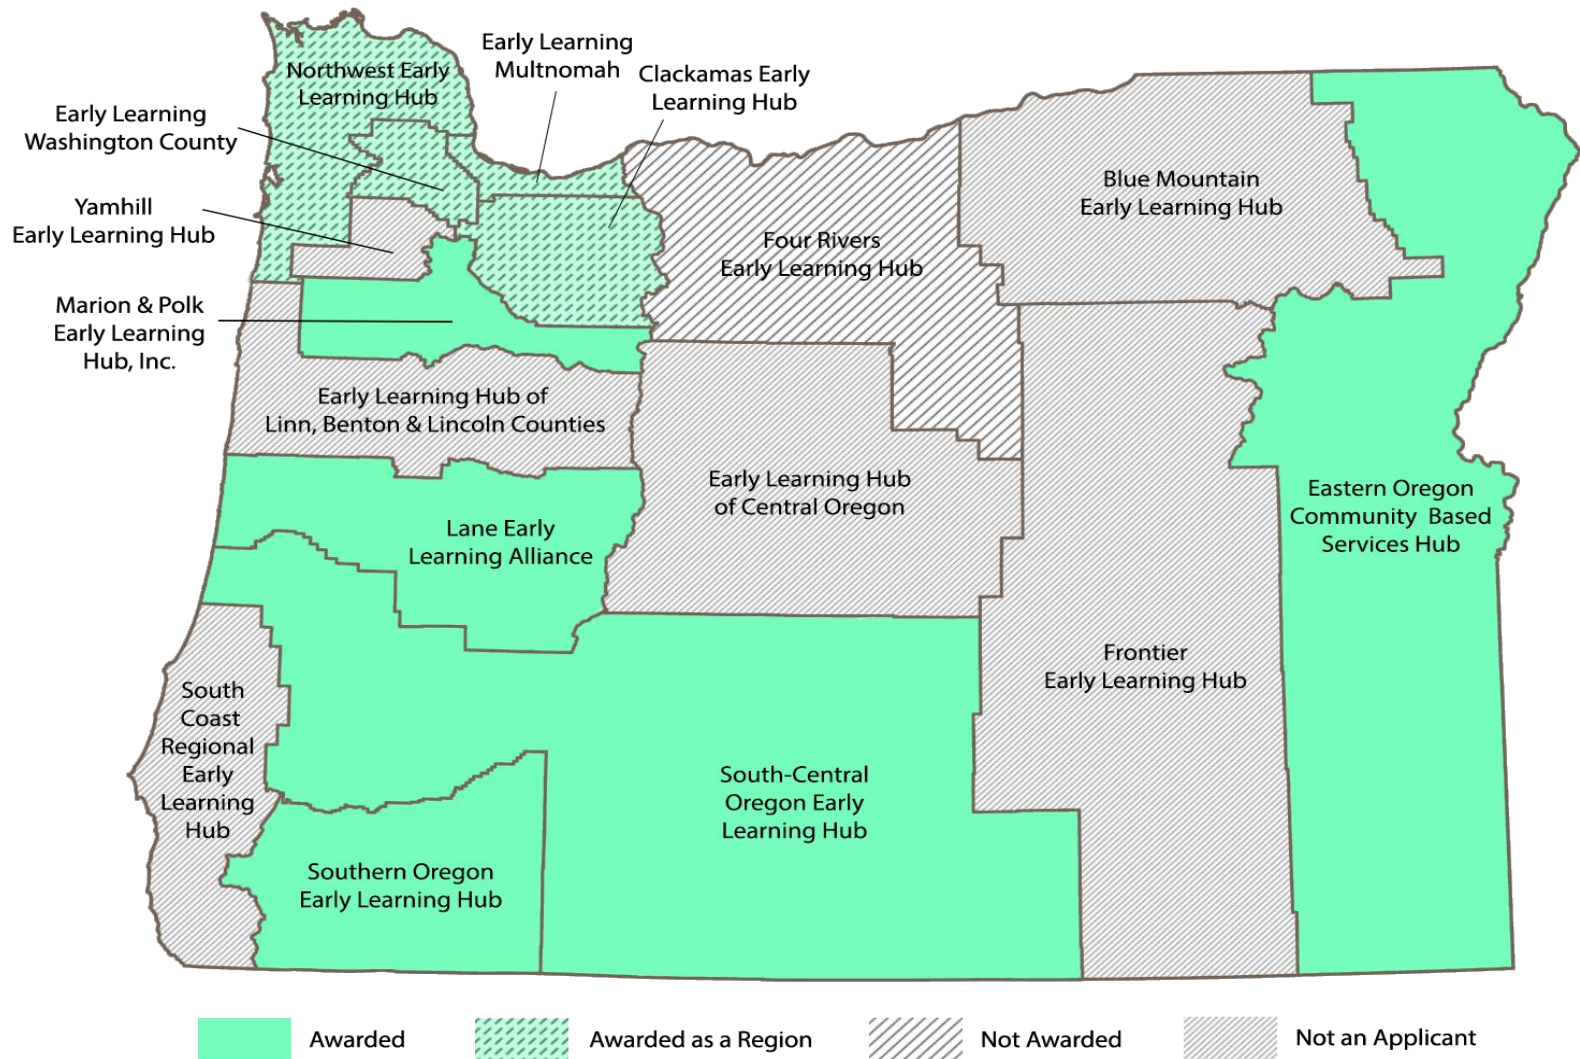 Early Learning
Multnomah
Clackamas Early
Learning Hub
Northwest Early
Learning Hub
Early Learning
Washington County
Yamhill
Early Learning Hub
Blue Mountain
Early Learning Hub
Four Rivers
Early Learning Hub
Marion & Polk
Early Learning
Hub, Inc.
Early Learning Hub of
Linn, Benton & Lincoln Counties
Early Learning Hub
of Central Oregon
Eastern Oregon
Community Based
Services Hub
Lane Early
Learning Alliance
Frontier
Early Learning Hub
South
Coast
Regional
Early
Learning
Hub
South-Central
Oregon Early
Learning Hub
Southern Oregon
Early Learning Hub
Awarded
Awarded as a Region
Not Awarded
Not an Applicant